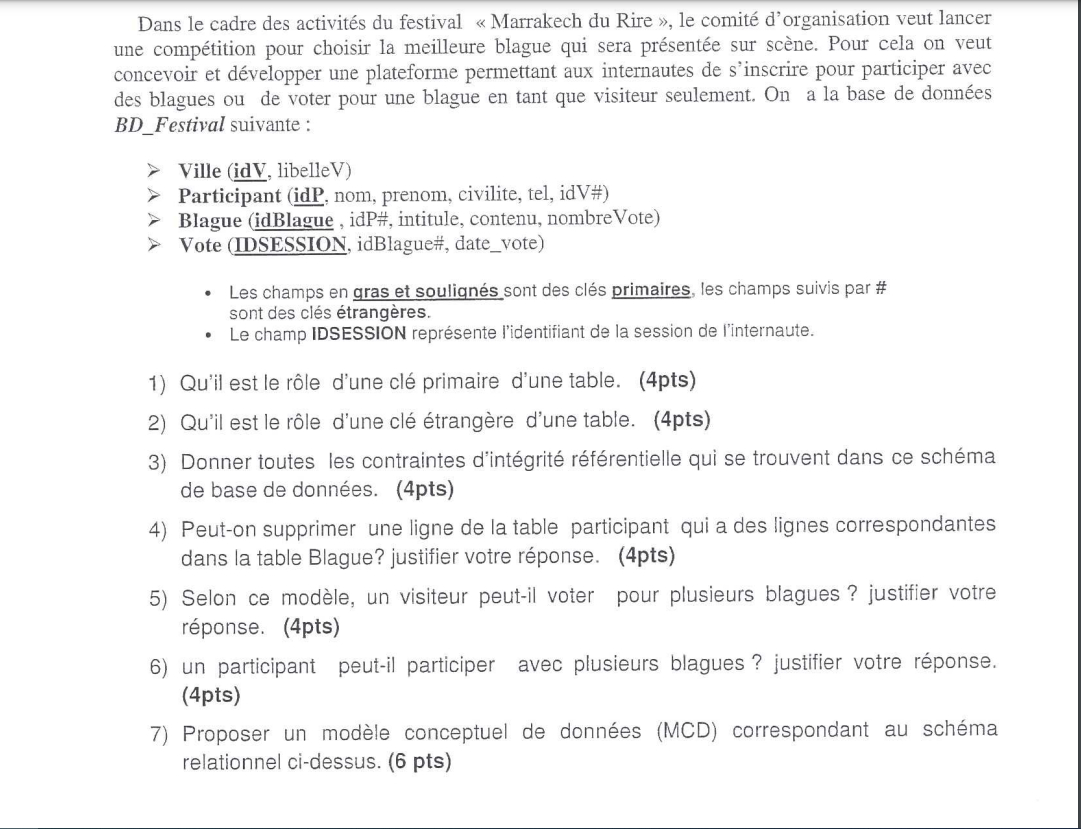 Dans le cadre des activités du festival « Marrakech du Rire », le comité d'organisation veut lancer
une compétition pour choisir la meilleure blague qui sera présentée sur scène. Pour cela on veut
concevoir et développer une plateforme permettant aux internautes de s'inscrire pour participer avec
des blagues ou de voter pour une blague en tant que visiteur seulement. On a la base de données
BD_Festival suivante :
➢ Ville (idV, libelleV)
➢ Participant (idP, nom, prenom, civilite, tel, idV#)
➢ Blague (idBlague , idP#, intitule, contenu, nombreVote)
➢ Vote (IDSESSION, idBlague#, date_vote)
• Les champs en gras et soulignés sont des clés primaires, les champs suivis par #
sont des clés étrangères.
• Le champ IDSESSION représente l'identifiant de la session de l'internaute.
1) Qu'il est le rôle d'une clé primaire d'une table. (4pts)
2) Qu'il est le rôle d'une clé étrangère d'une table. (4pts)
3) Donner toutes les contraintes d'intégrité référentielle qui se trouvent dans ce schéma
de base de données. (4pts)
4) Peut-on supprimer une ligne de la table participant qui a des lignes correspondantes
dans la table Blague? justifier votre réponse. (4pts)
5) Selon ce modèle, un visiteur peut-il voter pour plusieurs blagues ? justifier votre
réponse. (4pts)
6) un participant peut-il participer avec plusieurs blagues ? justifier votre réponse.
(4pts)
7) Proposer un modèle conceptuel de données (MCD) correspondant au schéma
relationnel ci-dessus. (6 pts)